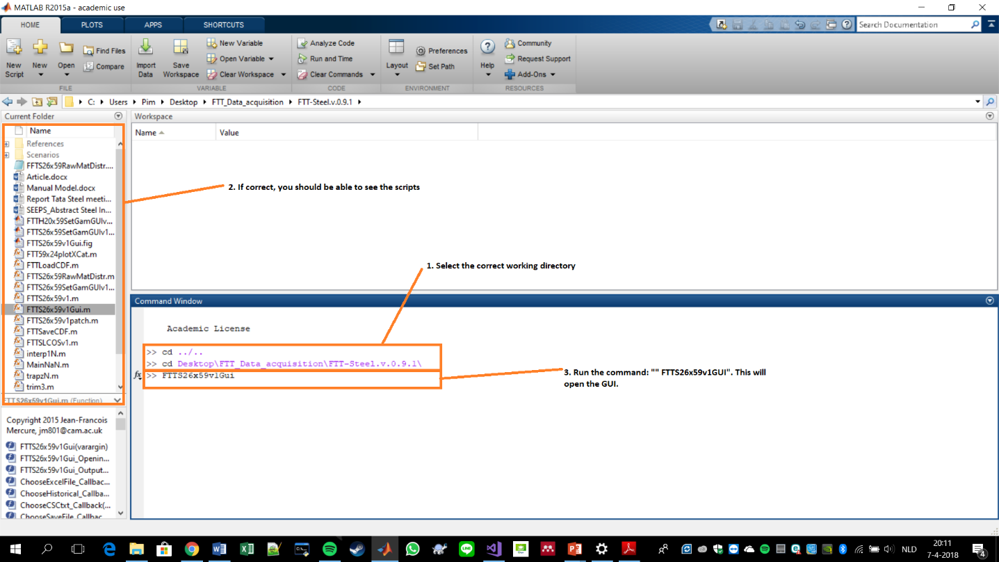 MATLAB R2015a - academic use
HOME PLOTS APPS SHORTCUTS
Search Documentation
New Script
New
Open
Find Files
Compare
Import Data
Save Workspace
New Variable
Open Variable
Clear Workspace
Analyze Code
Run and Time
Clear Commands
Layout
Preferences
Set Path
Help
Community
Request Support
Add-Ons
FILE VARIABLE CODE ENVIRONMENT RESOURCES
C: Users Pim Desktop FTT_Data_acquisition FTT-Steel.v.0.9.1
Current Folder
Name
References
Scenarios
FFTS26x59RawMatDistr....
Article.docx
Manual Model.docx
Report Tata Steel meeti...
SEEPS_Abstract Steel In...
FTTH20x59SetGamGUIv...
FTTS26x59SetGamGUIv1...
FTTS26x59v1Gui.fig
FTT59x24plotXCat.m
FTTLoadCDF.m
FTTS26x59RawMatDistr.m
FTTS26x59SetGamGUIv1...
FTTS26x59v1.m
FTTS26x59v1Gui.m
FTTS26x59v1patch.m
FTTSaveCDF.m
FTTSLCOSv1.m
interp1N.m
MainNaN.m
trapzN.m
trim3.m
FTTS26x59v1Gui.m (Function)
Copyright 2015 Jean-Francois
Mercure, jm801@cam.ac.uk
FTTS26x59v1Gui(varargin)
FTTS26x59v1Gui_Openin...
FTTS26x59v1Gui_Output...
ChooseExcelFile_Callbac...
ChooseHistorical_Callba...
ChooseCSCtxt_Callback(...
ChooseSaveFile_Callbac
Workspace
Name Value
2. If correct, you should be able to see the scripts
1. Select the correct working directory
Command Window
Academic License
>> cd ../..
>> cd Desktop\FTT_Data_acquisition\FTT-Steel.v.0.9.1\
fx >> FTTS26x59v1Gui
3. Run the command: "" FTTS26x59v1GUI". This will
open the GUI.
NLD
20:11
7-4-2018
4